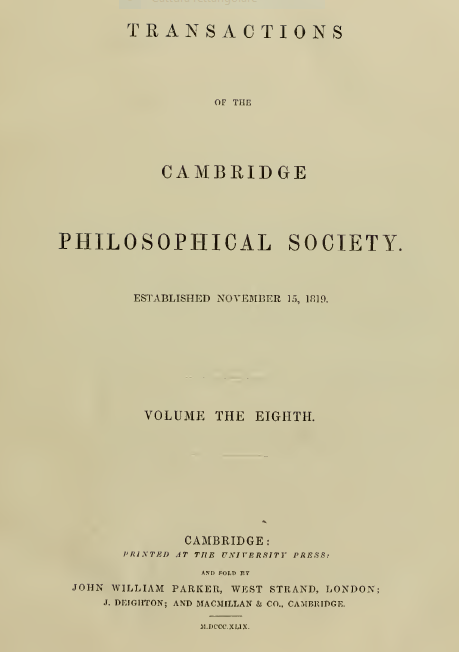 TRANSACTIONS
OF THE
CAMBRIDGE
PHILOSOPHICAL SOCIETY.
ESTABLISHED NOVEMBER 15, 1819.
VOLUME THE EIGHTH.
CAMBRIDGE:
PRINTED AT THE UNIVERSITY PRESS:
AND SOLD BY
JOHN WILLIAM PARKER, WEST STRAND, LONDON;
J. DEIGHTON; AND MACMILLAN & CO., CAMBRIDGE.
M.DCCC.XLIX.